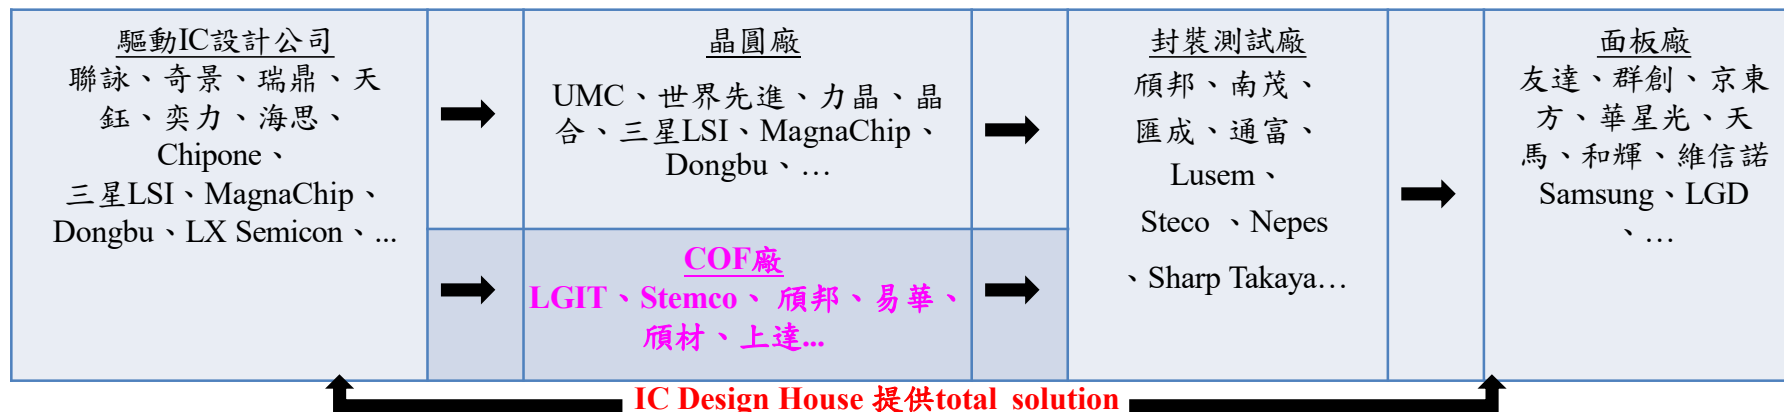 驅動IC設計公司
聯詠、奇景、瑞鼎、天
鈺、奕力、海思、
Chipone、
三星LSI、MagnaChip、
Dongbu、LX Semicon、...
晶圓廠
UMC、世界先進、力晶、晶
合、三星LSI、MagnaChip、
Dongbu、…
COF廠
LGIT、Stemco、 頎邦、易華、
頎材、上達...
封裝測試廠
頎邦、南茂、
匯成、通富、
Lusem、
Steco 、Nepes
、Sharp Takaya…
面板廠
友達、群創、京東
方、華星光、天
馬、和輝、維信諾
Samsung、LGD
、…
IC Design House 提供total solution